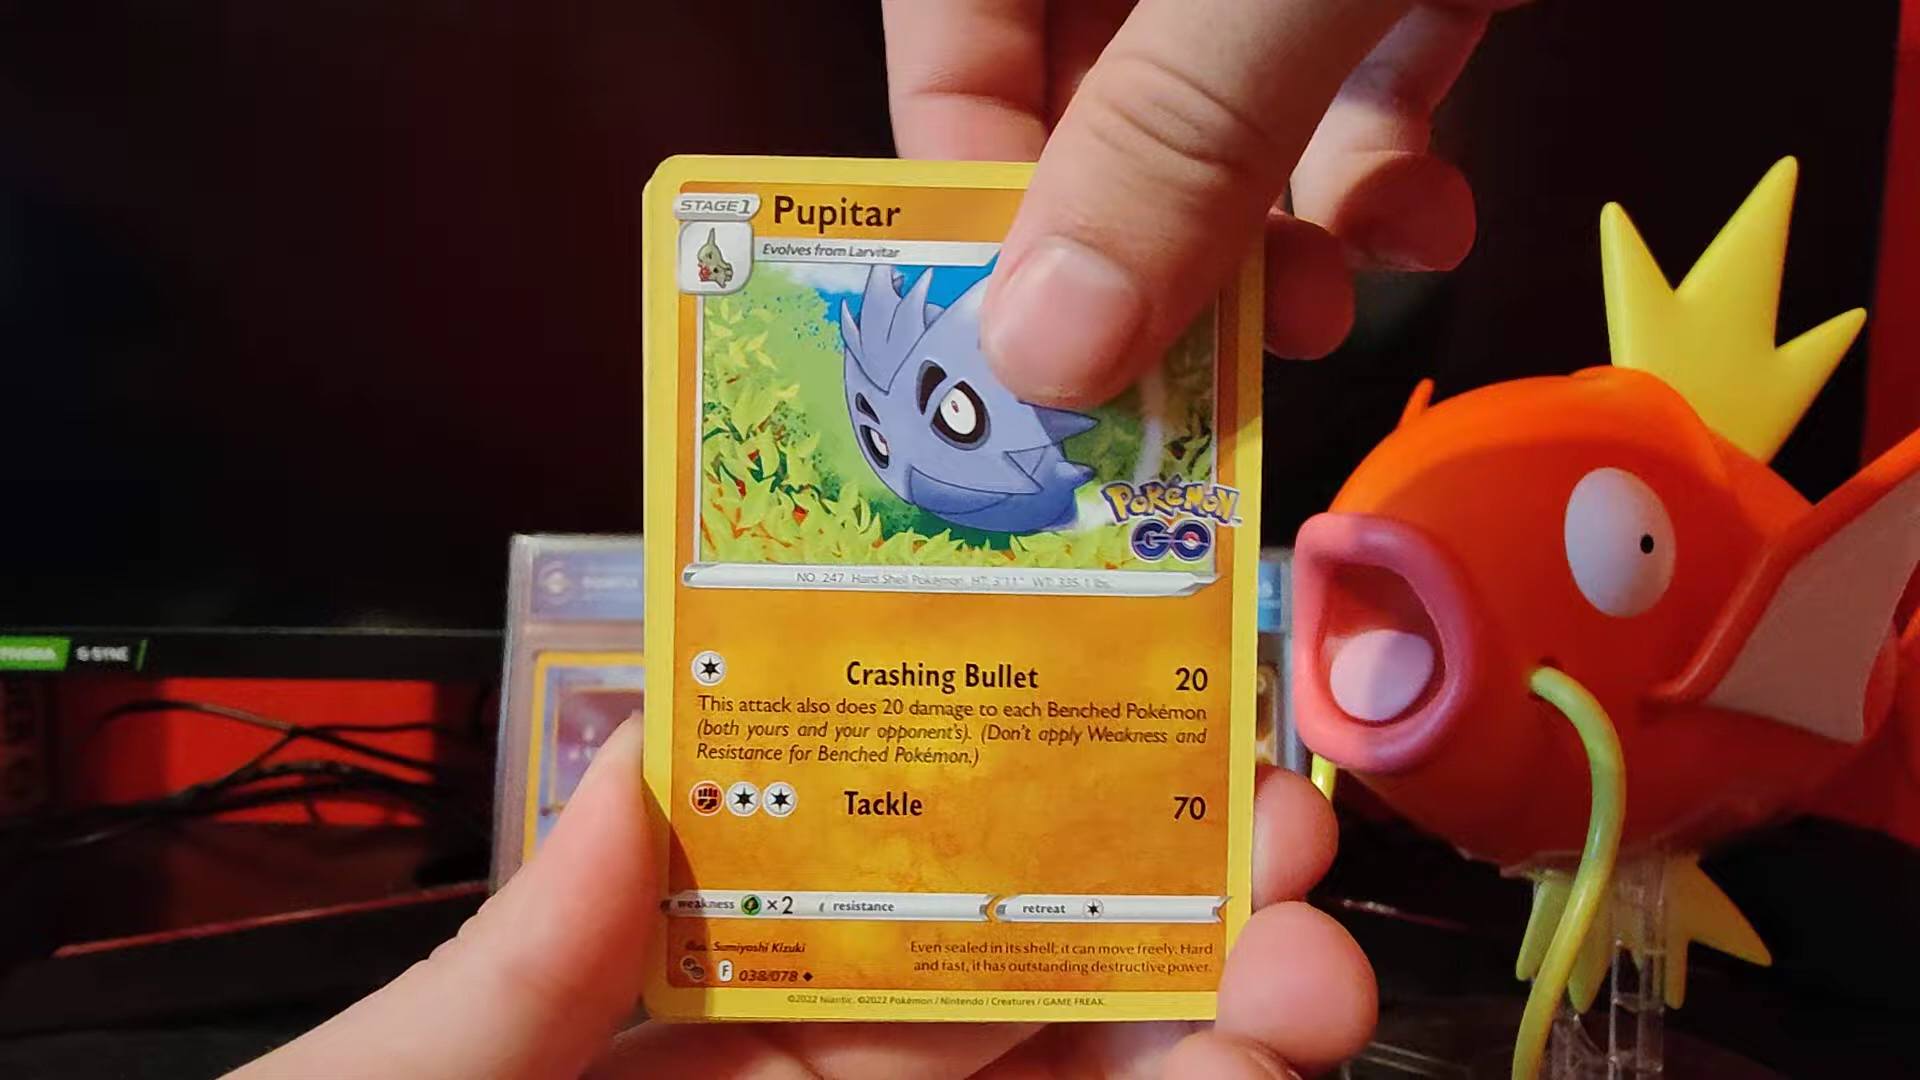 STAGE 1
Pupitar
Evolves from Larvitar
POKÉMON
GO
NO. 247 Hard Shell Pokémon HT: 3'11" WT: 335.1 lbs.
Crashing Bullet 20
This attack also does 20 damage to each Benched Pokémon
(both yours and your opponent's). (Don't apply Weakness and
Resistance for Benched Pokémon.)
Tackle 70
weakness ×2 resistance retreat
Illus. Sumiyoshi Kizuki
Even sealed in its shell, it can move freely. Hard
and fast, it has outstanding destructive power.
F 038/078
©2022 Niantic. ©2022 Pokémon / Nintendo / Creatures / GAME FREAK.
NVIDIA G-SYNC